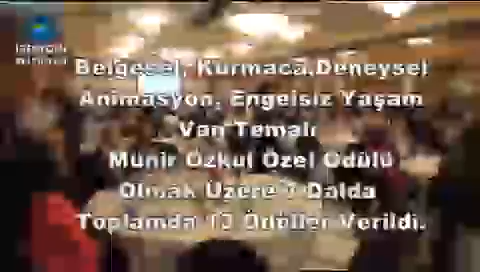 Belgesel, Kurmaca,Deneysel
Animasyon, Engelsiz Yaşam
Van Temalı
Münir Özkul Özel Ödülü
Olmak Üzere 7 Dalda
Toplamda 13 Ödüller Verildi.